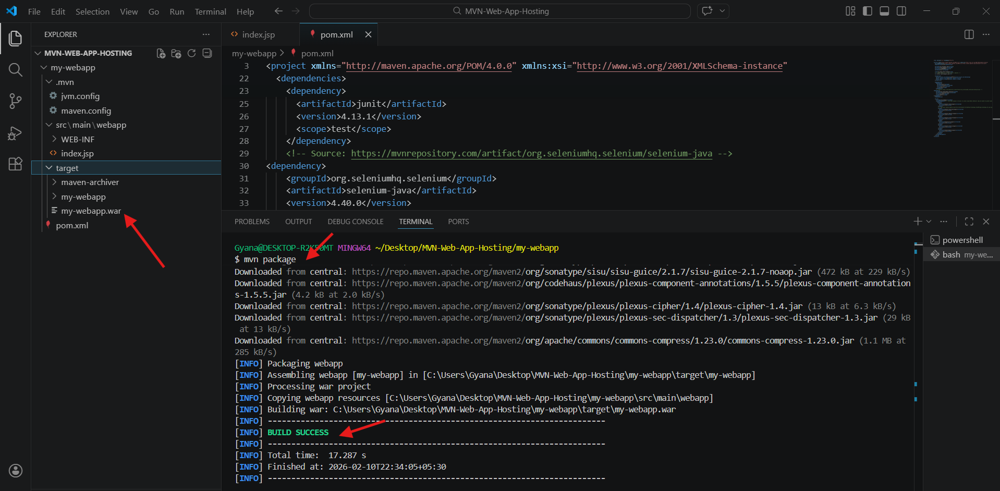 File Edit Selection View Go Run Terminal Help MVN-Web-App-Hosting
EXPLORER
MVN-WEB-APP-HOSTING
my-webapp
.mvn
jvm.config
maven.config
src\main\webapp
WEB-INF
index.jsp
target
maven-archiver
my-webapp
my-webapp.war
pom.xml
index.jsp
pom.xml
my-webapp > pom.xml
3 <project xmlns="http://maven.apache.org/POM/4.0.0" xmlns:xsi="http://www.w3.org/2001/XMLSchema-instance"
22 <dependencies>
23 <dependency>
25 <artifactId>junit</artifactId>
26 <version>4.13.1</version>
27 <scope>test</scope>
28 </dependency>
29 <!-- Source: https://mvnrepository.com/artifact/org.seleniumhq.selenium/selenium-java -->
30 <dependency>
31 <groupId>org.seleniumhq.selenium</groupId>
32 <artifactId>selenium-java</artifactId>
33 <version>4.40.0</version>
PROBLEMS OUTPUT DEBUG CONSOLE TERMINAL PORTS
powershell
bash my-we...
Gyana@DESKTOP-R2K50MT MINGW64 ~/Desktop/MVN-Web-App-Hosting/my-webapp
$ mvn package
Downloaded from central: https://repo.maven.apache.org/maven2/org/sonatype/sisu/sisu-guice/2.1.7/sisu-guice-2.1.7-noaop.jar (472 kB at 229 kB/s)
Downloaded from central: https://repo.maven.apache.org/maven2/org/codehaus/plexus/plexus-component-annotations/1.5.5/plexus-component-annotation
s-1.5.5.jar (4.2 kB at 2.0 kB/s)
Downloaded from central: https://repo.maven.apache.org/maven2/org/sonatype/plexus/plexus-cipher/1.4/plexus-cipher-1.4.jar (13 kB at 6.3 kB/s)
Downloaded from central: https://repo.maven.apache.org/maven2/org/sonatype/plexus/plexus-sec-dispatcher/1.3/plexus-sec-dispatcher-1.3.jar (29 kB
at 13 kB/s)
Downloaded from central: https://repo.maven.apache.org/maven2/org/apache/commons/commons-compress/1.23.0/commons-compress-1.23.0.jar (1.1 MB at
285 kB/s)
[INFO] Packaging webapp
[INFO] Assembling webapp [my-webapp] in [C:\Users\Gyana\Desktop\MVN-Web-App-Hosting\my-webapp\target\my-webapp]
[INFO] Processing war project
[INFO] Copying webapp resources [C:\Users\Gyana\Desktop\MVN-Web-App-Hosting\my-webapp\src\main\webapp]
[INFO] Building war: C:\Users\Gyana\Desktop\MVN-Web-App-Hosting\my-webapp\target\my-webapp.war
[INFO] ------------------------------------------------------------------------
[INFO] BUILD SUCCESS
[INFO] ------------------------------------------------------------------------
[INFO] Total time:  17.287 s
[INFO] Finished at: 2026-02-10T22:34:05+05:30
[INFO] ------------------------------------------------------------------------